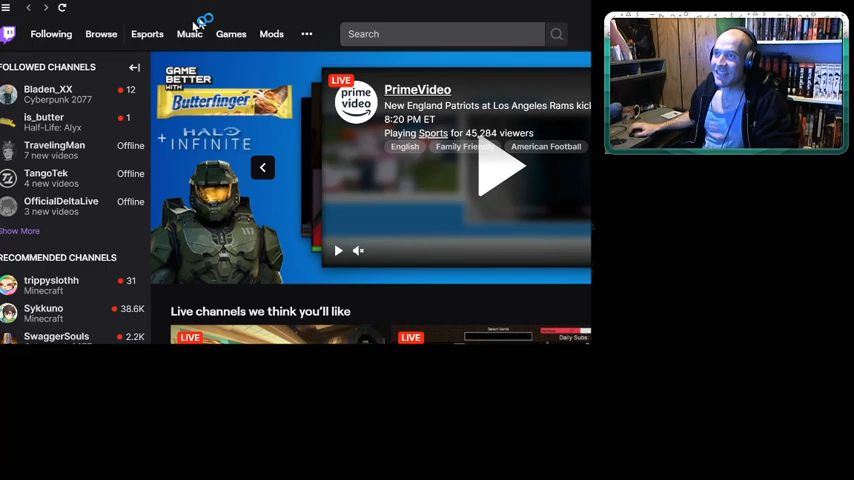 Following Browse Esports Music Games Mods Search
FOLLOWED CHANNELS
Bladen_XX 12
Cyberpunk 2077
is_butter 1
Half-Life: Alyx
TravelingMan Offline
7 new videos
TangoTek Offline
4 new videos
OfficialDeltaLive Offline
3 new videos
Show More
RECOMMENDED CHANNELS
trippyslothh 31
Minecraft
Sykkuno 38.6K
Minecraft
SwaggerSouls 2.2K
GAME
BETTER
WITH
Butterfinger
HALO
INFINITE
LIVE
prime
video
PrimeVideo
New England Patriots at Los Angeles Rams kicl
8:20 PM ET
Playing Sports for 45,284 viewers
English Family Friendly American Football
Live channels we think you'll like
LIVE
LIVE
Daily Subs: